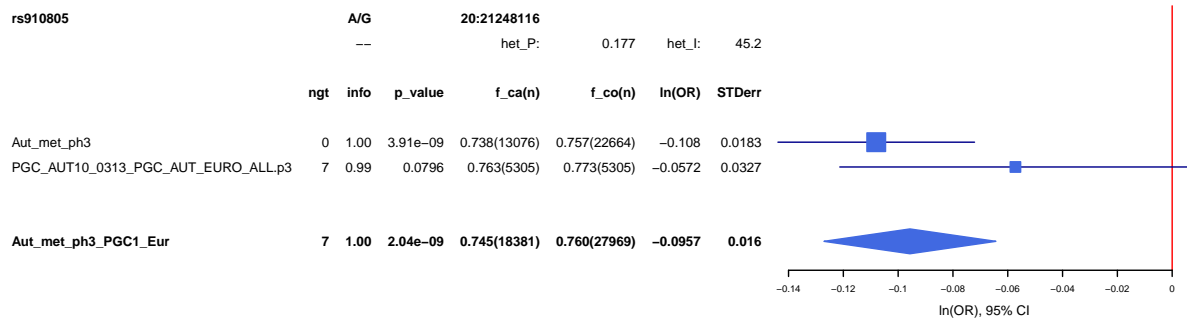 rs910805 A/G 20:21248116
−− het_P: 0.177 het_I: 45.2
ngt info p_value f_ca(n) f_co(n) ln(OR) STDerr
Aut_met_ph3 0 1.00 3.91e−09 0.738(13076) 0.757(22664) −0.108 0.0183
PGC_AUT10_0313_PGC_AUT_EURO_ALL.p3 7 0.99 0.0796 0.763(5305) 0.773(5305) −0.0572 0.0327
Aut_met_ph3_PGC1_Eur 7 1.00 2.04e−09 0.745(18381) 0.760(27969) −0.0957 0.016
−0.14 −0.12 −0.1 −0.08 −0.06 −0.04 −0.02 0
ln(OR), 95% CI